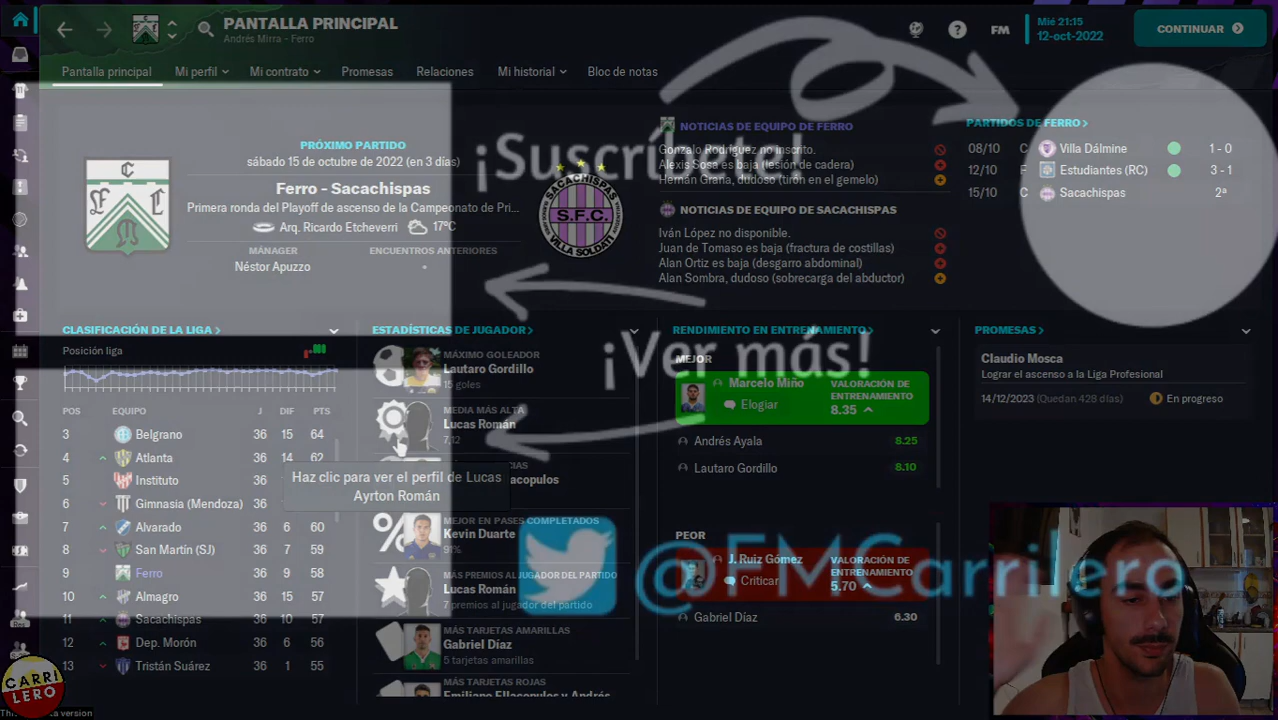 PANTALLA PRINCIPAL
Andrés Mirra - Ferro
FM
Mié 21:15
12-oct-2022
CONTINUAR
Pantalla principal
Mi perfil
Mi contrato
Promesas
Relaciones
Mi historial
Bloc de notas
PRÓXIMO PARTIDO
sábado 15 de octubre de 2022 (en 3 días)
Ferro - Sacachispas
Primera ronda del Playoff de ascenso de la Campeonato de Pri...
Arq. Ricardo Etcheverri
17°C
MÁNAGER
Néstor Apuzzo
ENCUENTROS ANTERIORES
-
SACACHISPAS
S.F.C.
VILLA SOLDATI
NOTICIAS DE EQUIPO DE FERRO
Gonzalo Rodríguez no inscrito.
Alexis Sosa es baja (lesión de cadera)
Hernán Grana, dudoso (tirón en el gemelo)
NOTICIAS DE EQUIPO DE SACACHISPAS
Iván López no disponible.
Juan de Tomaso es baja (fractura de costillas)
Alan Ortiz es baja (desgarro abdominal)
Alan Sombra, dudoso (sobrecarga del abductor)
PARTIDOS DE FERRO >
08/10 C Villa Dálmine 1 - 0
12/10 F Estudiantes (RC) 3 - 1
15/10 C Sacachispas 2ª
¡Suscríbete!
¡Ver más!
@FMCarrilero
CLASIFICACIÓN DE LA LIGA >
Posición liga
POS EQUIPO J DIF PTS
3 Belgrano 36 15 64
4 Atlanta 36 14 62
5 Instituto 36
6 Gimnasia (Mendoza) 36
7 Alvarado 36 6 60
8 San Martín (SJ) 36 7 59
9 Ferro 36 9 58
10 Almagro 36 15 57
11 Sacachispas 36 10 57
12 Dep. Morón 36 6 56
13 Tristán Suárez 36 1 55
ESTADÍSTICAS DE JUGADOR >
MÁXIMO GOLEADOR
Lautaro Gordillo
15 goles
MEDIA MÁS ALTA
Lucas Román
7,12
Haz clic para ver el perfil de Lucas
Ayrton Román
MEJOR EN PASES COMPLETADOS
Kevin Duarte
91%
MÁS PREMIOS AL JUGADOR DEL PARTIDO
Lucas Román
7 premios al jugador del partido
MÁS TARJETAS AMARILLAS
Gabriel Díaz
5 tarjetas amarillas
MÁS TARJETAS ROJAS
Emiliano Ellacopulos y Andrés
RENDIMIENTO EN ENTRENAMIENTO >
MEJOR
Marcelo Miño
Elogiar
VALORACIÓN DE
ENTRENAMIENTO
8.35
Andrés Ayala 8.25
Lautaro Gordillo 8.10
PEOR
J. Ruiz Gómez
Criticar
VALORACIÓN DE
ENTRENAMIENTO
5.70
Gabriel Díaz 6.30
PROMESAS >
Claudio Mosca
Lograr el ascenso a la Liga Profesional
14/12/2023 (Quedan 428 días)
En progreso
CARRI
LERO